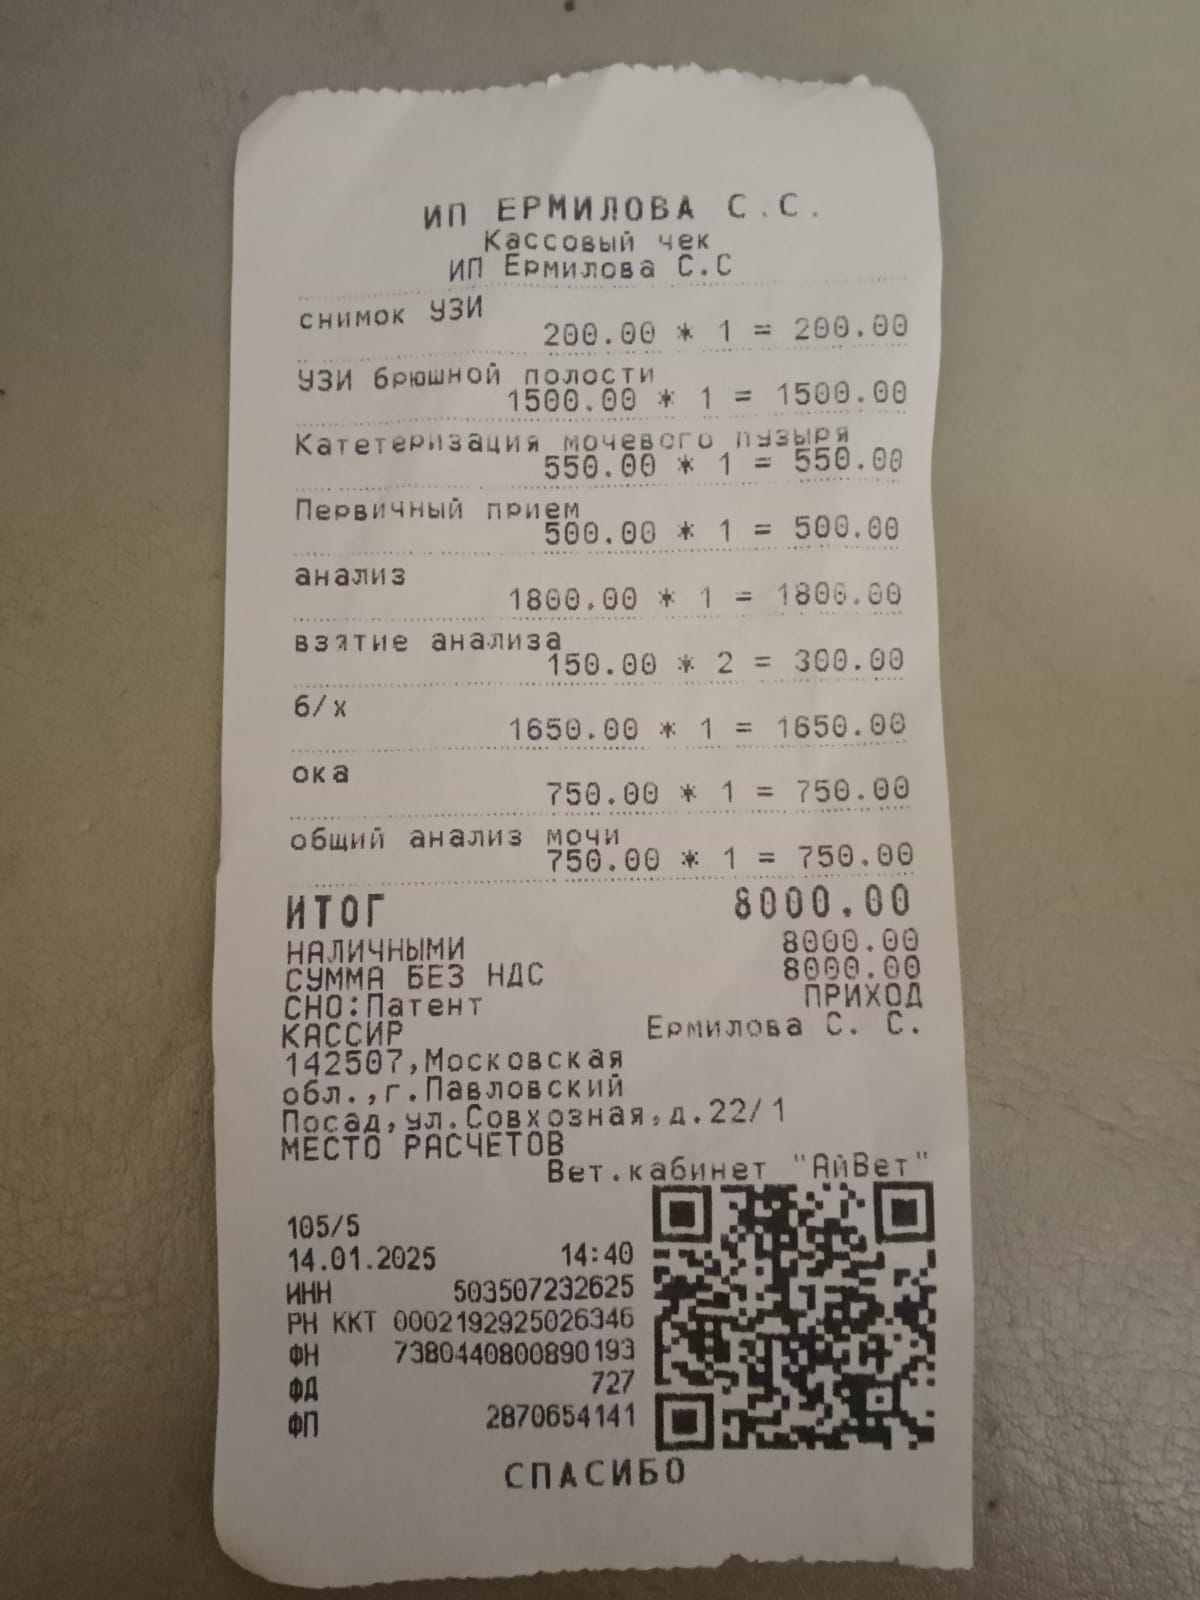 ИП ЕРМИЛОВА С.С.
Кассовый чек
ИП Ермилова С.С
снимок УЗИ
200.00 * 1 = 200.00
УЗИ брюшной полости
1500.00 * 1 = 1500.00
Катетеризация мочевого пузыря
550.00 * 1 = 550.00
Первичный прием
500.00 * 1 = 500.00
анализ
1800.00 * 1 = 1800.00
взятие анализа
150.00 * 2 = 300.00
б/х
1650.00 * 1 = 1650.00
ока
750.00 * 1 = 750.00
общий анализ мочи
750.00 * 1 = 750.00
ИТОГ 8000.00
НАЛИЧНЫМИ 8000.00
СУММА БЕЗ НДС 8000.00
СНО:Патент ПРИХОД
КАССИР Ермилова С. С.
142507,Московская
обл.,г.Павловский
Посад,ул.Совхозная,д.22/1
МЕСТО РАСЧЕТОВ
Вет.кабинет "АйВет"
105/5
14.01.2025 14:40
ИНН 503507232625
РН ККТ 0002192925026346
ФН 7380440800890193
ФД 727
ФП 2870654141
СПАСИБО